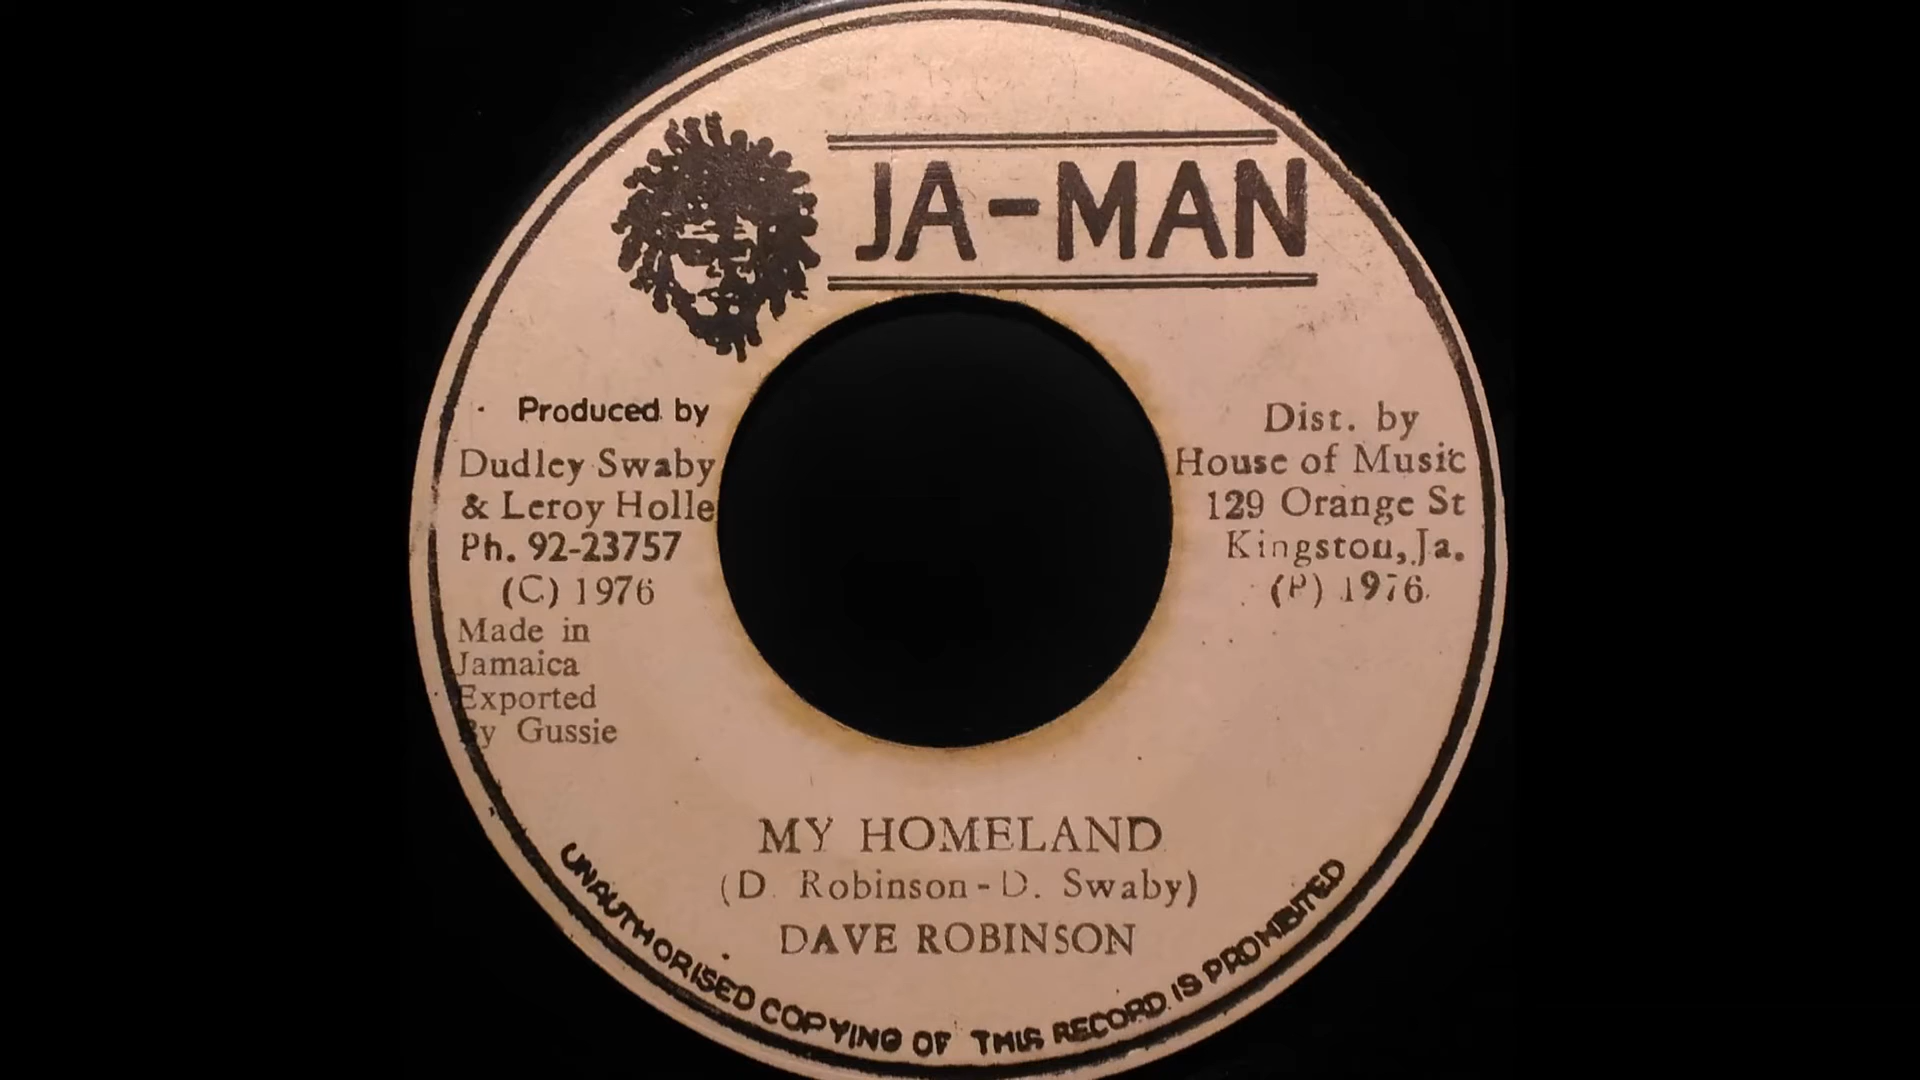 JA-MAN
Produced by
Dudley Swaby
& Leroy Holle
Ph. 92-23757
(C) 1976
Made in
Jamaica
Exported
By Gussie
Dist. by
House of Music
129 Orange St
Kingston, Ja.
(P) 1976
MY HOMELAND
(D. Robinson - D. Swaby)
DAVE ROBINSON
UNAUTHORISED COPYING OF THIS RECORD IS PROHIBITED